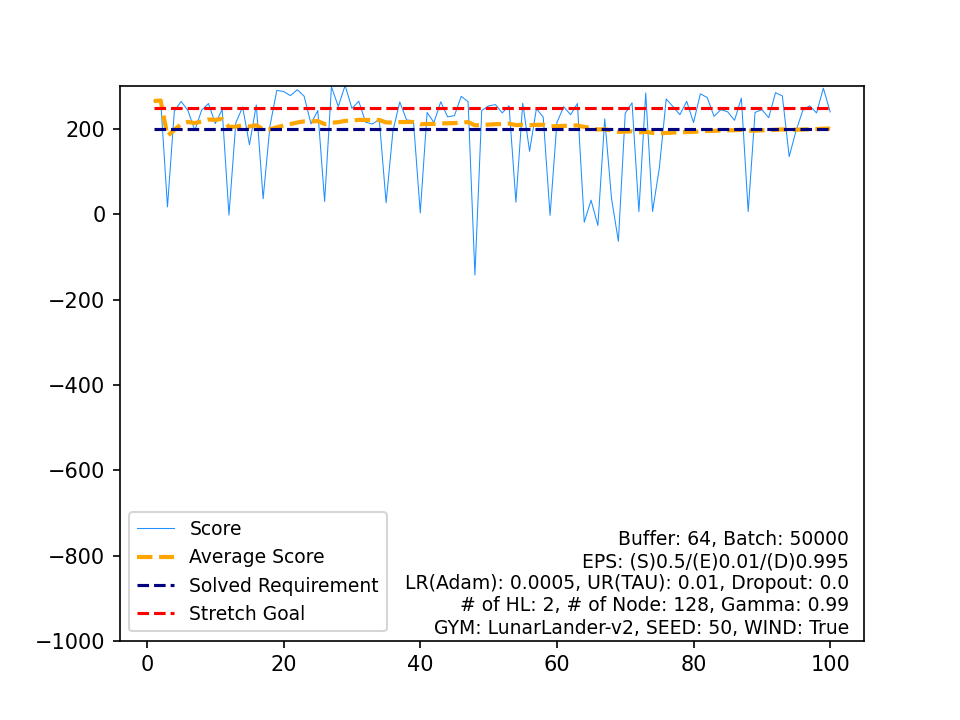 200
0
−200
−400
−600
−800
−1000
Score
Average Score
Solved Requirement
Stretch Goal
Buffer: 64, Batch: 50000
EPS: (S)0.5/(E)0.01/(D)0.995
LR(Adam): 0.0005, UR(TAU): 0.01, Dropout: 0.0
# of HL: 2, # of Node: 128, Gamma: 0.99
GYM: LunarLander-v2, SEED: 50, WIND: True
0 20 40 60 80 100